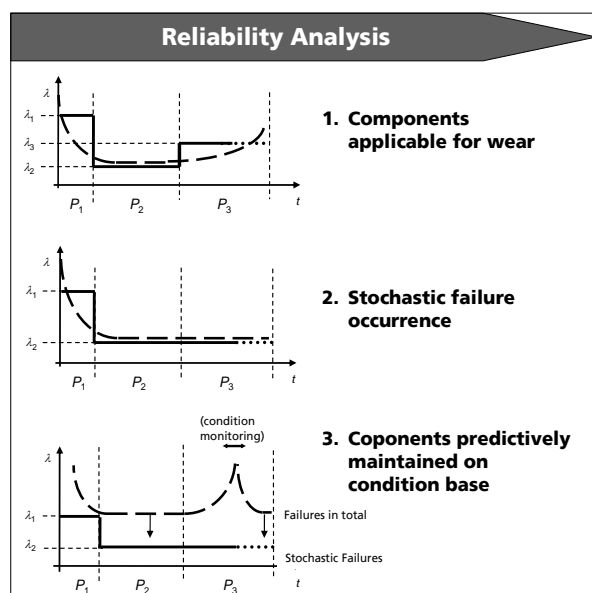 Reliability Analysis
λ
λ1
λ3
λ2
P1
P2
P3
t
1. Components
applicable for wear
λ
λ1
λ2
P1
P2
P3
t
2. Stochastic failure
occurrence
(condition
monitoring)
λ
λ1
λ2
Failures in total
Stochastic Failures
P1
P2
P3
t
3. Coponents predictively
maintained on
condition base